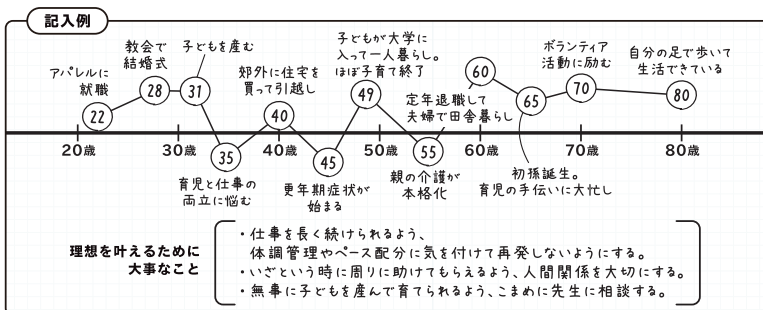 記入例
アパレルに
就職
22
教会で
結婚式
28
子どもを産む
31
育児と仕事の
両立に悩む
35
郊外に住宅を
買って引越し
40
更年期症状が
始まる
45
子どもが大学に
入って一人暮らし。
ほぼ子育て終了
49
親の介護が
本格化
55
定年退職して
夫婦で田舎暮らし
60
初孫誕生。
育児の手伝いに大忙し
65
ボランティア
活動に励む
70
自分の足で歩いて
生活できている
80
20歳
30歳
40歳
50歳
60歳
70歳
80歳
理想を叶えるために
大事なこと
・仕事を長く続けられるよう、
体調管理やペース配分に気を付けて再発しないようにする。
・いざという時に周りに助けてもらえるよう、人間関係を大切にする。
・無事に子どもを産んで育てられるよう、こまめに先生に相談する。